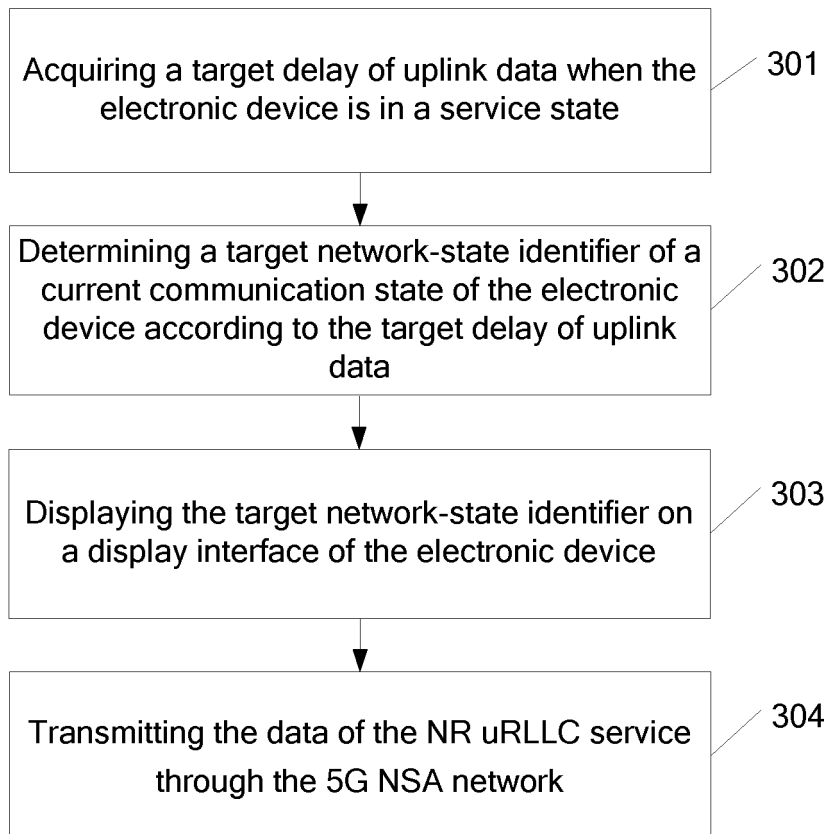 Acquiring a target delay of uplink data when the
electronic device is in a service state
301
Determining a target network-state identifier of a
current communication state of the electronic
device according to the target delay of uplink
data
302
Displaying the target network-state identifier on
a display interface of the electronic device
303
Transmitting the data of the NR uRLLC service
through the 5G NSA network
304